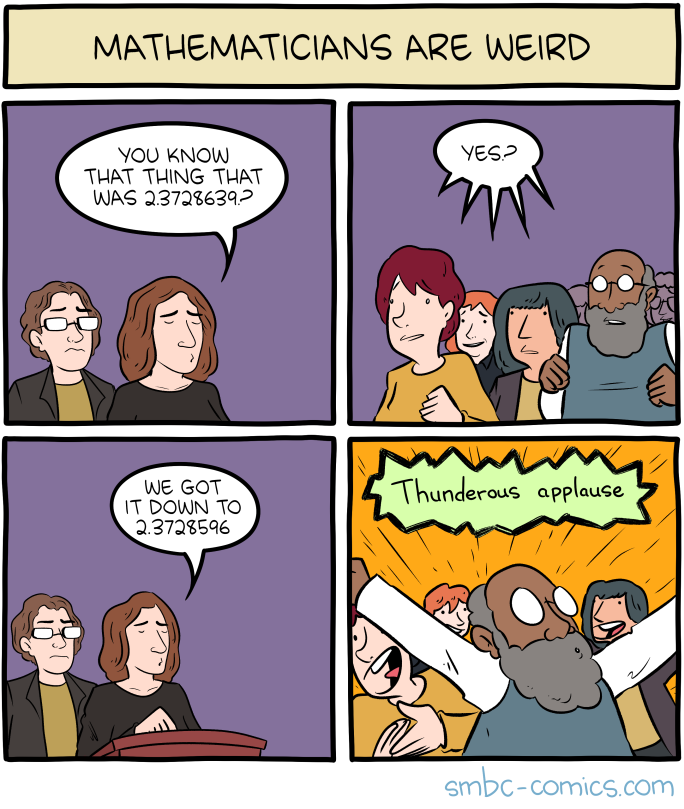 MATHEMATICIANS ARE WEIRD
YOU KNOW
THAT THING THAT
WAS 2.3728639?
YES?
WE GOT
IT DOWN TO
2.3728596
Thunderous applause
smbc-comics.com